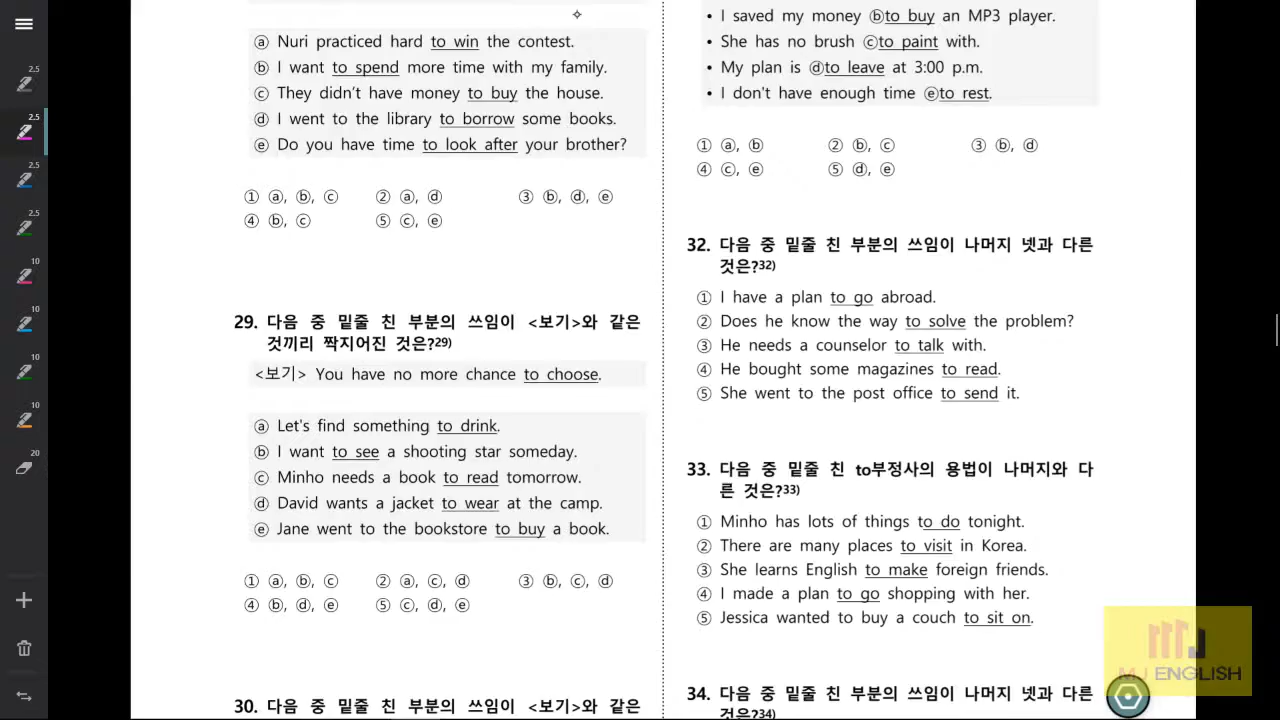 ⓐ Nuri practiced hard to win the contest.
ⓑ I want to spend more time with my family.
ⓒ They didn't have money to buy the house.
ⓓ I went to the library to borrow some books.
ⓔ Do you have time to look after your brother?
① ⓐ, ⓑ, ⓒ ② ⓐ, ⓓ ③ ⓑ, ⓓ, ⓔ
④ ⓑ, ⓒ ⑤ ⓒ, ⓔ
29. 다음 중 밑줄 친 부분의 쓰임이 <보기>와 같은
것끼리 짝지어진 것은?29)
<보기> You have no more chance to choose.
ⓐ Let's find something to drink.
ⓑ I want to see a shooting star someday.
ⓒ Minho needs a book to read tomorrow.
ⓓ David wants a jacket to wear at the camp.
ⓔ Jane went to the bookstore to buy a book.
① ⓐ, ⓑ, ⓒ ② ⓐ, ⓒ, ⓓ ③ ⓑ, ⓒ, ⓓ
④ ⓑ, ⓓ, ⓔ ⑤ ⓒ, ⓓ, ⓔ
30. 다음 중 밑줄 친 부분의 쓰임이 <보기>와 같은
• I saved my money ⓑto buy an MP3 player.
• She has no brush ⓒto paint with.
• My plan is ⓓto leave at 3:00 p.m.
• I don't have enough time ⓔto rest.
① ⓐ, ⓑ ② ⓑ, ⓒ ③ ⓑ, ⓓ
④ ⓒ, ⓔ ⑤ ⓓ, ⓔ
32. 다음 중 밑줄 친 부분의 쓰임이 나머지 넷과 다른
것은?32)
① I have a plan to go abroad.
② Does he know the way to solve the problem?
③ He needs a counselor to talk with.
④ He bought some magazines to read.
⑤ She went to the post office to send it.
33. 다음 중 밑줄 친 to부정사의 용법이 나머지와 다
른 것은?33)
① Minho has lots of things to do tonight.
② There are many places to visit in Korea.
③ She learns English to make foreign friends.
④ I made a plan to go shopping with her.
⑤ Jessica wanted to buy a couch to sit on.
34. 다음 중 밑줄 친 부분의 쓰임이 나머지 넷과 다른
것은?34)
2.5
2.5
2.5
2.5
10
10
10
10
20
MJ ENGLISH